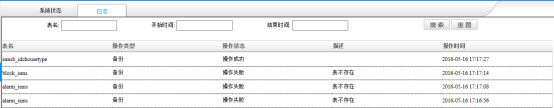 系统状态 日志
表名: 开始时间: 结束时间: 搜 索 重 置
表名 操作类型 操作状态 描述 操作时间
备份 操作成功 2016-05-16 17:17:27
block_isms 备份 操作失败 表不存在 2016-05-16 17:17:14
alarm_isms 备份 操作失败 表不存在 2016-05-16 17:17:08
alarm_isms 备份 操作失败 表不存在 2016-05-16 17:16:56